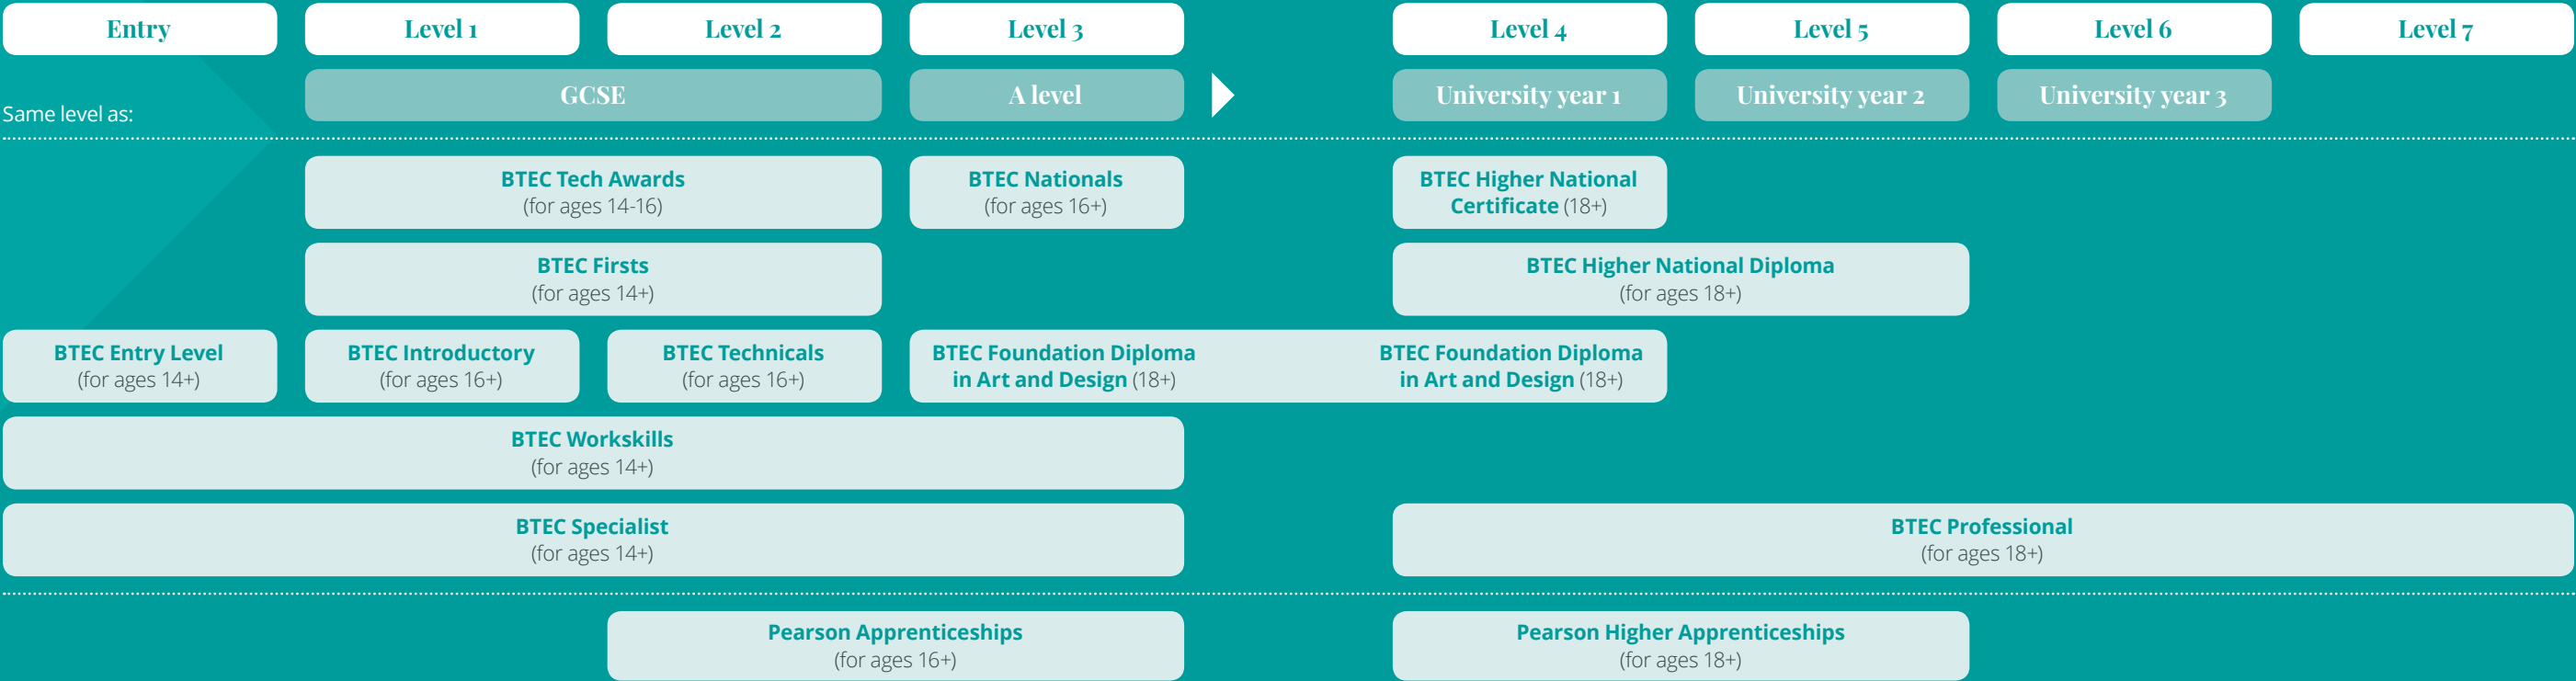 Entry
Level 1
Level 2
Level 3
Level 4
Level 5
Level 6
Level 7
Same level as:
GCSE
A level
University year 1
University year 2
University year 3
BTEC Tech Awards
(for ages 14-16)
BTEC Nationals
(for ages 16+)
BTEC Higher National
Certificate (18+)
BTEC Firsts
(for ages 14+)
BTEC Higher National Diploma
(for ages 18+)
BTEC Entry Level
(for ages 14+)
BTEC Introductory
(for ages 16+)
BTEC Technicals
(for ages 16+)
BTEC Foundation Diploma
in Art and Design (18+)
BTEC Foundation Diploma
in Art and Design (18+)
BTEC Workskills
(for ages 14+)
BTEC Specialist
(for ages 14+)
BTEC Professional
(for ages 18+)
Pearson Apprenticeships
(for ages 16+)
Pearson Higher Apprenticeships
(for ages 18+)